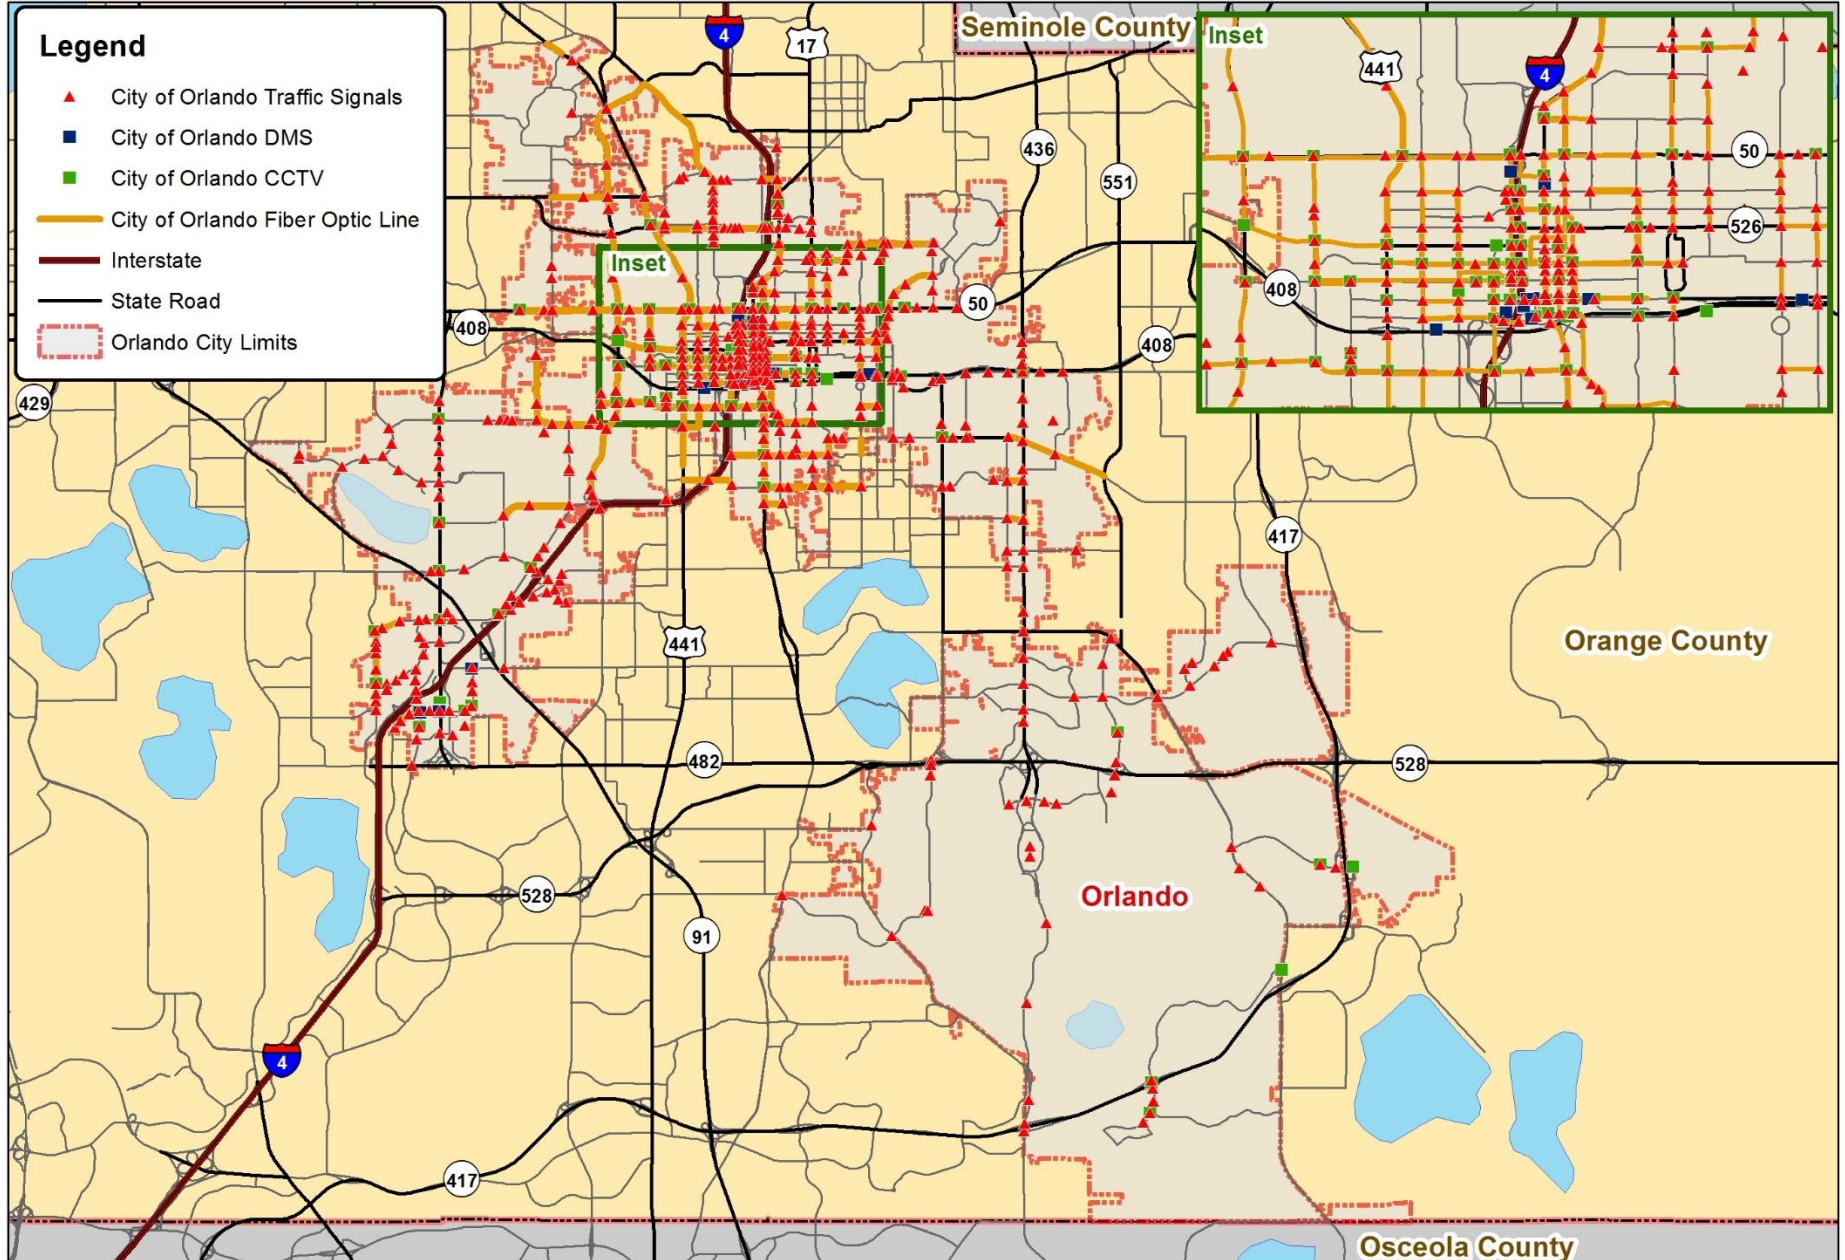 Legend
City of Orlando Traffic Signals
City of Orlando DMS
City of Orlando CCTV
City of Orlando Fiber Optic Line
Interstate
State Road
Orlando City Limits
4
17
Seminole County
Inset
441
4
50
526
408
436
551
Inset
50
408
408
429
417
441
Orange County
482
528
528
Orlando
91
4
417
Osceola County